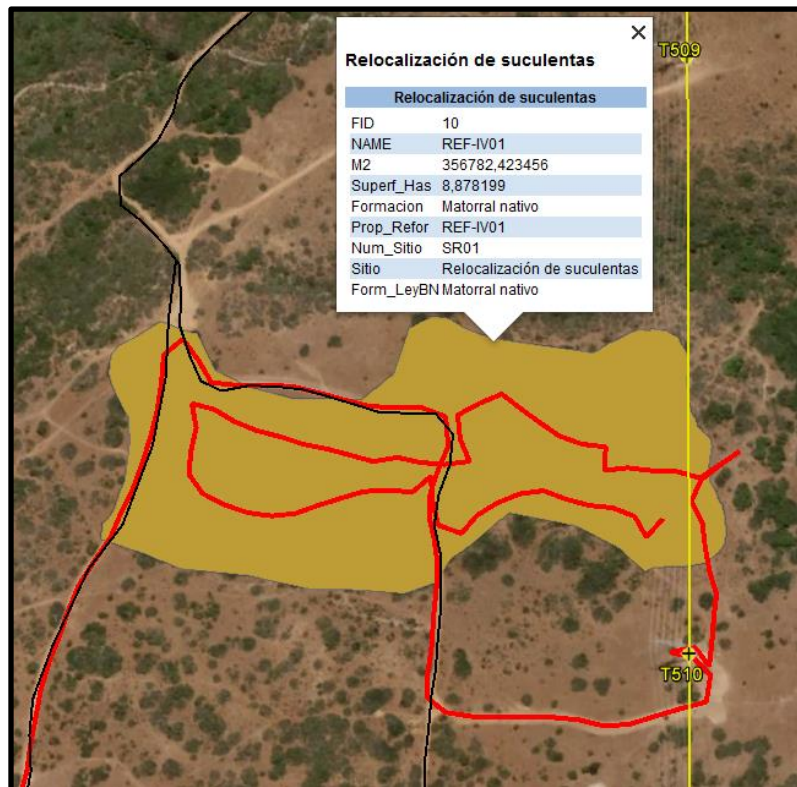 Relocalización de suculentas
T509
Relocalización de suculentas
FID 10
NAME REF-IV01
M2 356782,423456
Superf_Has 8,878199
Formacion Matorral nativo
Prop_Refor REF-IV01
Num_Sitio SR01
Sitio Relocalización de suculentas
Form_LeyBN Matorral nativo
T510